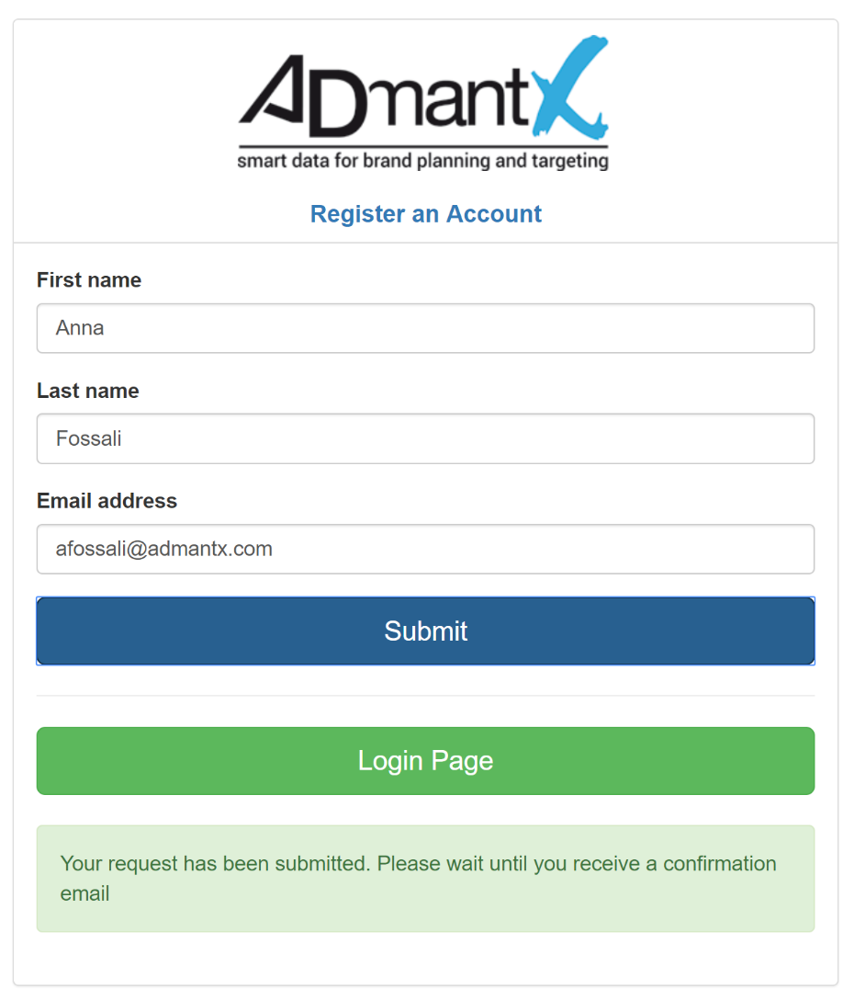 ADmantX
smart data for brand planning and targeting
Register an Account
First name
Anna
Last name
Fossali
Email address
afossali@admantx.com
Submit
Login Page
Your request has been submitted. Please wait until you receive a confirmation
email